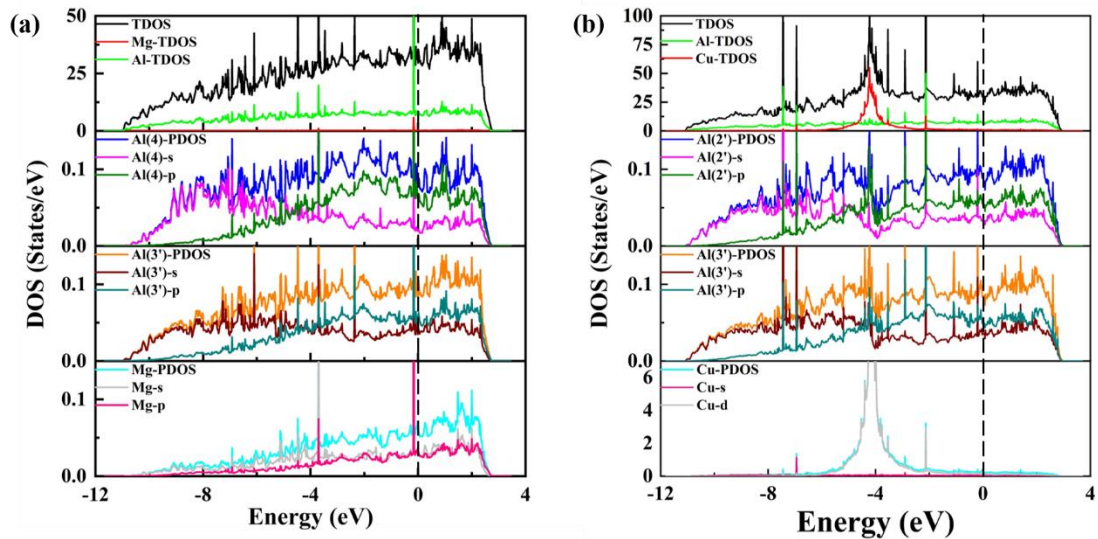 (a)
TDOS
Mg-TDOS
Al-TDOS
50
25
0
Al(4)-PDOS
Al(4)-s
Al(4)-p
0.1
0.0
Al(3')-PDOS
Al(3')-s
Al(3')-p
0.1
0.0
Mg-PDOS
Mg-s
Mg-p
0.1
0.0
-12 -8 -4 0 4
Energy (eV)
DOS (States/eV)
(b)
TDOS
Al-TDOS
Cu-TDOS
100
75
50
25
0
Al(2')-PDOS
Al(2')-s
Al(2')-p
0.1
0.0
Al(3')-PDOS
Al(3')-s
Al(3')-p
0.1
0.0
Cu-PDOS
Cu-s
Cu-d
6
4
2
0
-12 -8 -4 0 4
Energy (eV)
DOS (States/eV)